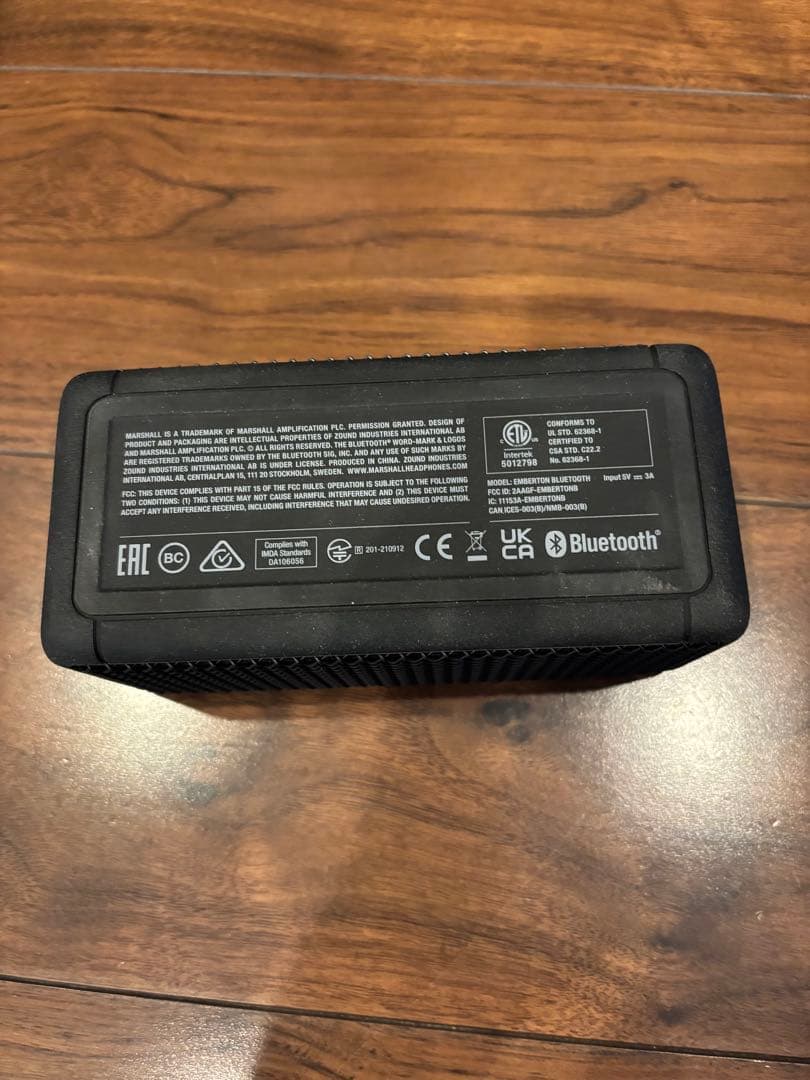 MARSHALL IS A TRADEMARK OF MARSHALL AMPLIFICATION PLC. PERMISSION GRANTED. DESIGN OF
PRODUCT AND PACKAGING ARE INTELLECTUAL PROPERTIES OF ZOUND INDUSTRIES INTERNATIONAL AB
AND MARSHALL AMPLIFICATION PLC. © ALL RIGHTS RESERVED. THE BLUETOOTH® WORD-MARK & LOGOS
ARE REGISTERED TRADEMARKS OWNED BY THE BLUETOOTH SIG, INC. AND ANY USE OF SUCH MARKS BY
ZOUND INDUSTRIES INTERNATIONAL AB IS UNDER LICENSE. PRODUCED IN CHINA. ZOUND INDUSTRIES
INTERNATIONAL AB, CENTRALPLAN 15, 111 20 STOCKHOLM, SWEDEN. WWW.MARSHALLHEADPHONES.COM
FCC: THIS DEVICE COMPLIES WITH PART 15 OF THE FCC RULES. OPERATION IS SUBJECT TO THE FOLLOWING
TWO CONDITIONS: (1) THIS DEVICE MAY NOT CAUSE HARMFUL INTERFERENCE AND (2) THIS DEVICE MUST
ACCEPT ANY INTERFERENCE RECEIVED, INCLUDING INTERFERENCE THAT MAY CAUSE UNDESIRED OPERATION.
C ETL US
Intertek
5012798
CONFORMS TO
UL STD. 62368-1
CERTIFIED TO
CSA STD. C22.2
No. 62368-1
MODEL: EMBERTON BLUETOOTH Input 5V ⎓ 3A
FCC ID: 2AAGF-EMBERTONB
IC: 11153A-EMBERTONB
CAN.ICES-003(B)/NMB-003(B)
EAC
BC
Complies with
IMDA Standards
DA106056
R 201-210912
CE
UK
CA
Bluetooth®